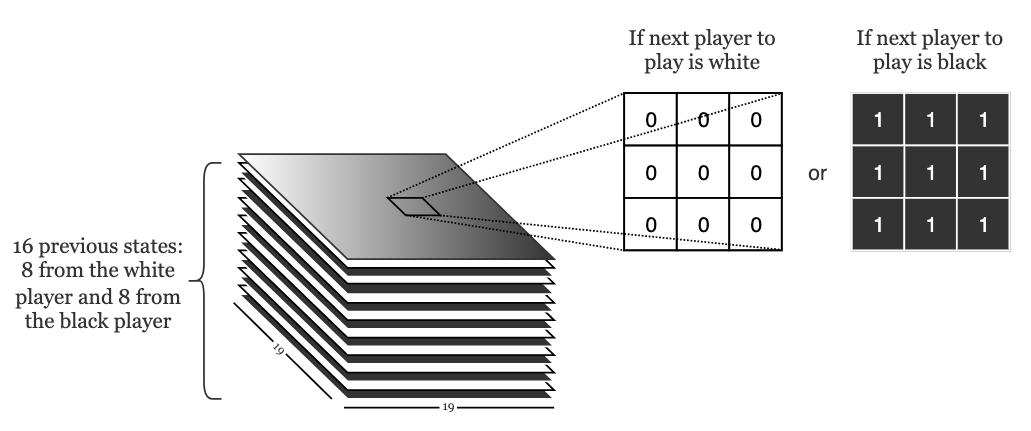 If next player to
play is white
If next player to
play is black
0 0 0
0 0 0
0 0 0
or
1 1 1
1 1 1
1 1 1
16 previous states:
8 from the white
player and 8 from
the black player
19
19